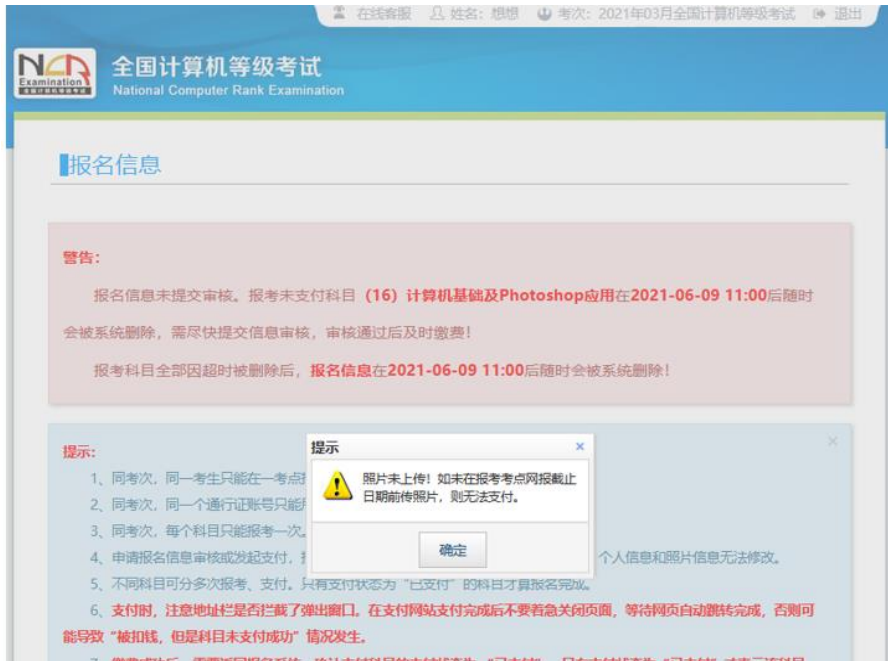 在线客服 姓名：想想 考次：2021年03月全国计算机等级考试 退出
NCR
Examination
全国计算机等级考试
全国计算机等级考试
National Computer Rank Examination
报名信息
警告：
报名信息未提交审核。报考未支付科目（16）计算机基础及Photoshop应用在2021-06-09 11:00后随时
会被系统删除，需尽快提交信息审核，审核通过后及时缴费！
报考科目全部因超时被删除后，报名信息在2021-06-09 11:00后随时会被系统删除！
提示：
1、同考次，同一考生只能在一考点
2、同考次，同一个通行证账号只能
3、同考次，每个科目只能报考一次。
4、申请报名信息审核或发起支付， 个人信息和照片信息无法修改。
5、不同科目可分多次报考、支付。只有支付状态为“已支付”的科目才算报名完成。
6、支付时，注意地址栏是否拦截了弹出窗口。在支付网站支付完成后不要着急关闭页面，等待网页自动跳转完成，否则可
能导致“被扣钱，但是科目未支付成功”情况发生。
提示 ×
照片未上传！如未在报考考点网报截止
日期前传照片，则无法支付。
确定